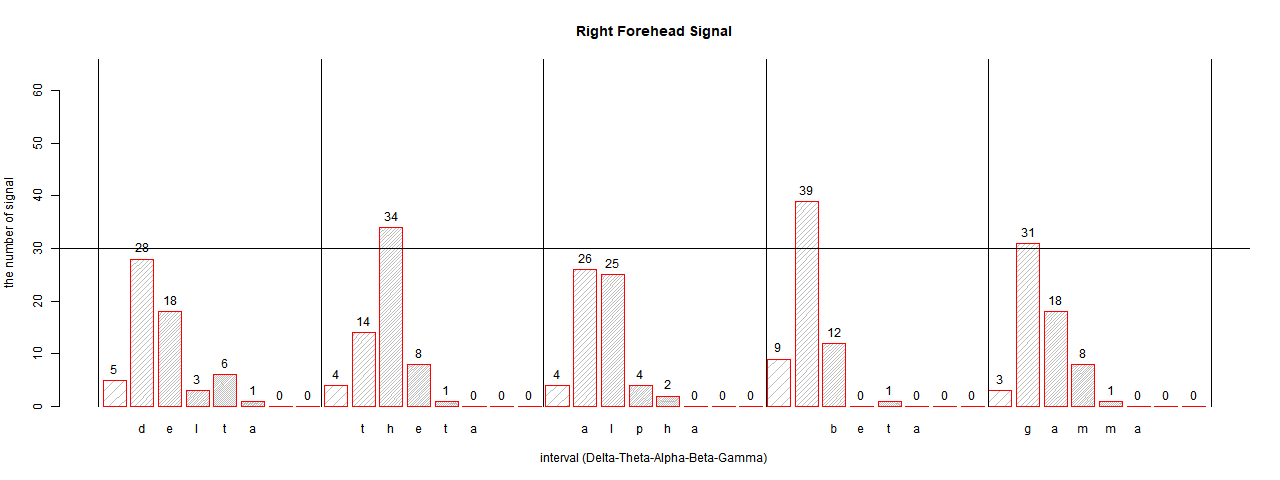 Right Forehead Signal
the number of signal
60
50
40
30
20
10
0
5 28 18 3 6 1 0 0 4 14 34 8 1 0 0 0 4 26 25 4 2 0 0 0 9 39 12 0 1 0 0 0 3 31 18 8 1 0 0 0
d e l t a t h e t a a l p h a b e t a g a m m a
interval (Delta-Theta-Alpha-Beta-Gamma)